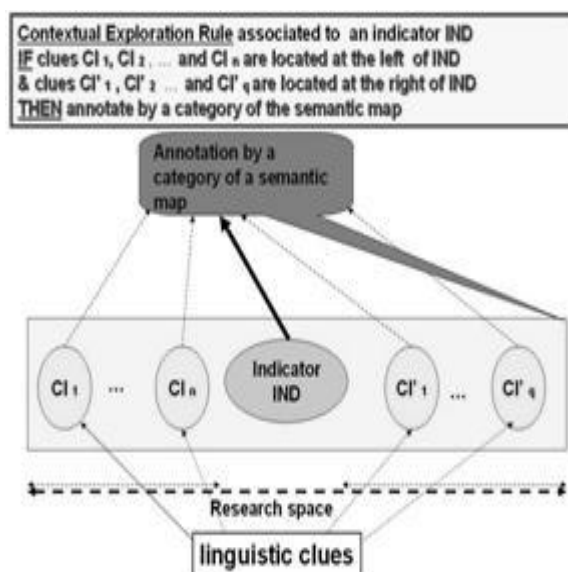 Contextual Exploration Rule associated to an indicator IND
IF clues Cl 1, Cl 2 , ... and Cl n are located at the left of IND
& clues Cl' 1 , Cl' 2 ... and Cl' q are located at the right of IND
THEN annotate by a category of the semantic map
Annotation by a
category of a semantic
map
Cl 1 ... Cl n Indicator IND Cl' 1 ... Cl' q
Research space
linguistic clues